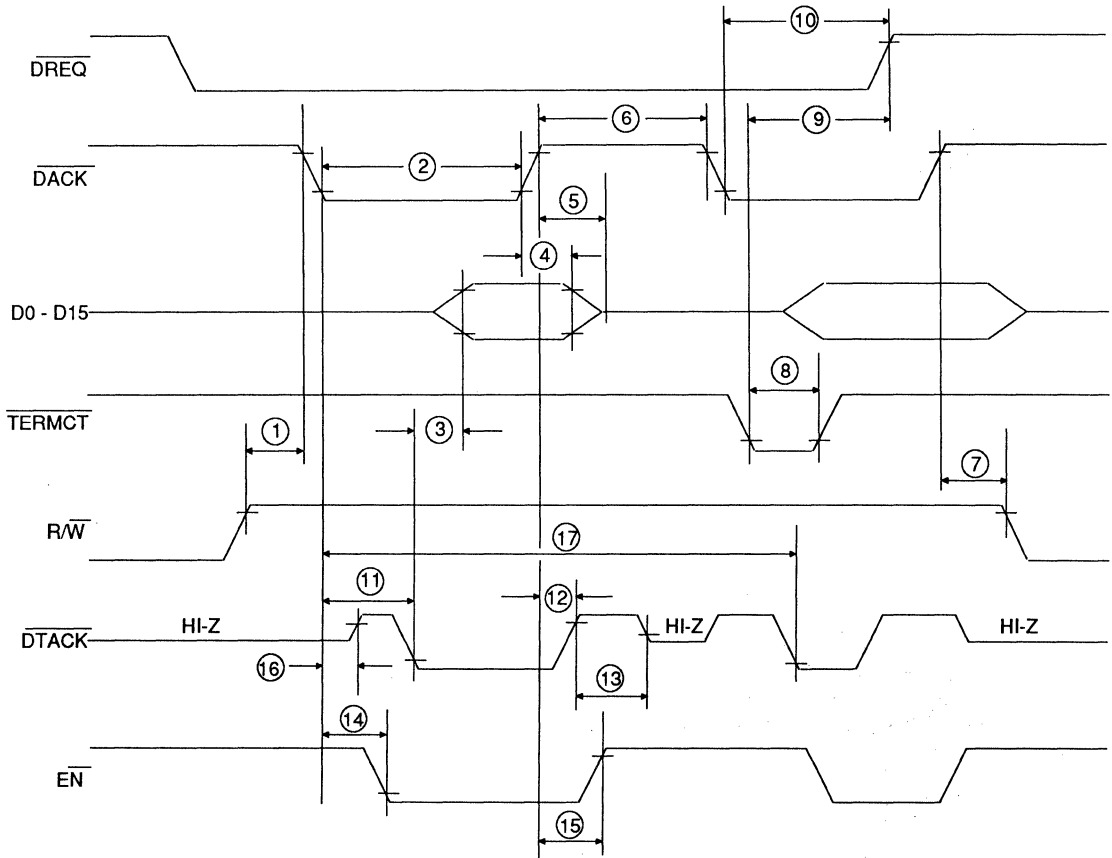 ⑩
DREQ
⑥
⑨
②
DACK
⑤
④
D0 - D15
⑧
TERMCT
①
③
⑦
R/W
⑰
⑪
⑫
HI-Z
HI-Z
HI-Z
DTACK
⑯
⑬
⑭
EN
⑮